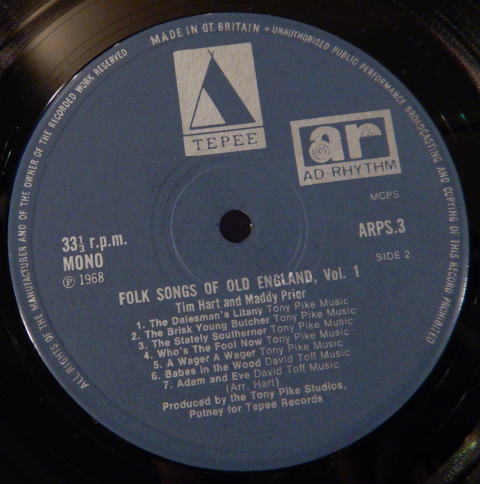 MADE IN GT. BRITAIN • UNAUTHORISED PUBLIC PERFORMANCE BROADCASTING AND COPYING OF THIS RECORD PROHIBITED
ALL RIGHTS OF THE MANUFACTURER AND OF THE OWNER OF THE RECORDED WORK RESERVED
TEPEE
ar
AD-RHYTHM
MCPS
ARPS.3
SIDE 2
33⅓ r.p.m.
MONO
℗ 1968
FOLK SONGS OF OLD ENGLAND, Vol. 1
Tim Hart and Maddy Prior
1. The Dalesman's Litany Tony Pike Music
2. The Brisk Young Butcher Tony Pike Music
3. The Stately Southerner Tony Pike Music
4. Who's The Fool Now Tony Pike Music
5. A Wager A Wager Tony Pike Music
6. Babes in the Wood David Toff Music
7. Adam and Eve David Toff Music
(Arr. Hart)
Produced by the Tony Pike Studios,
Putney for Tepee Records